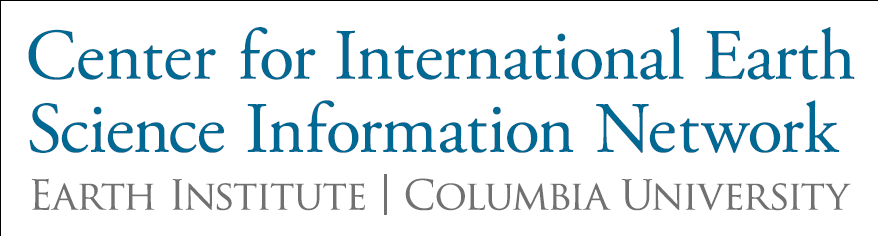 Center for International Earth
Science Information Network
EARTH INSTITUTE | COLUMBIA UNIVERSITY